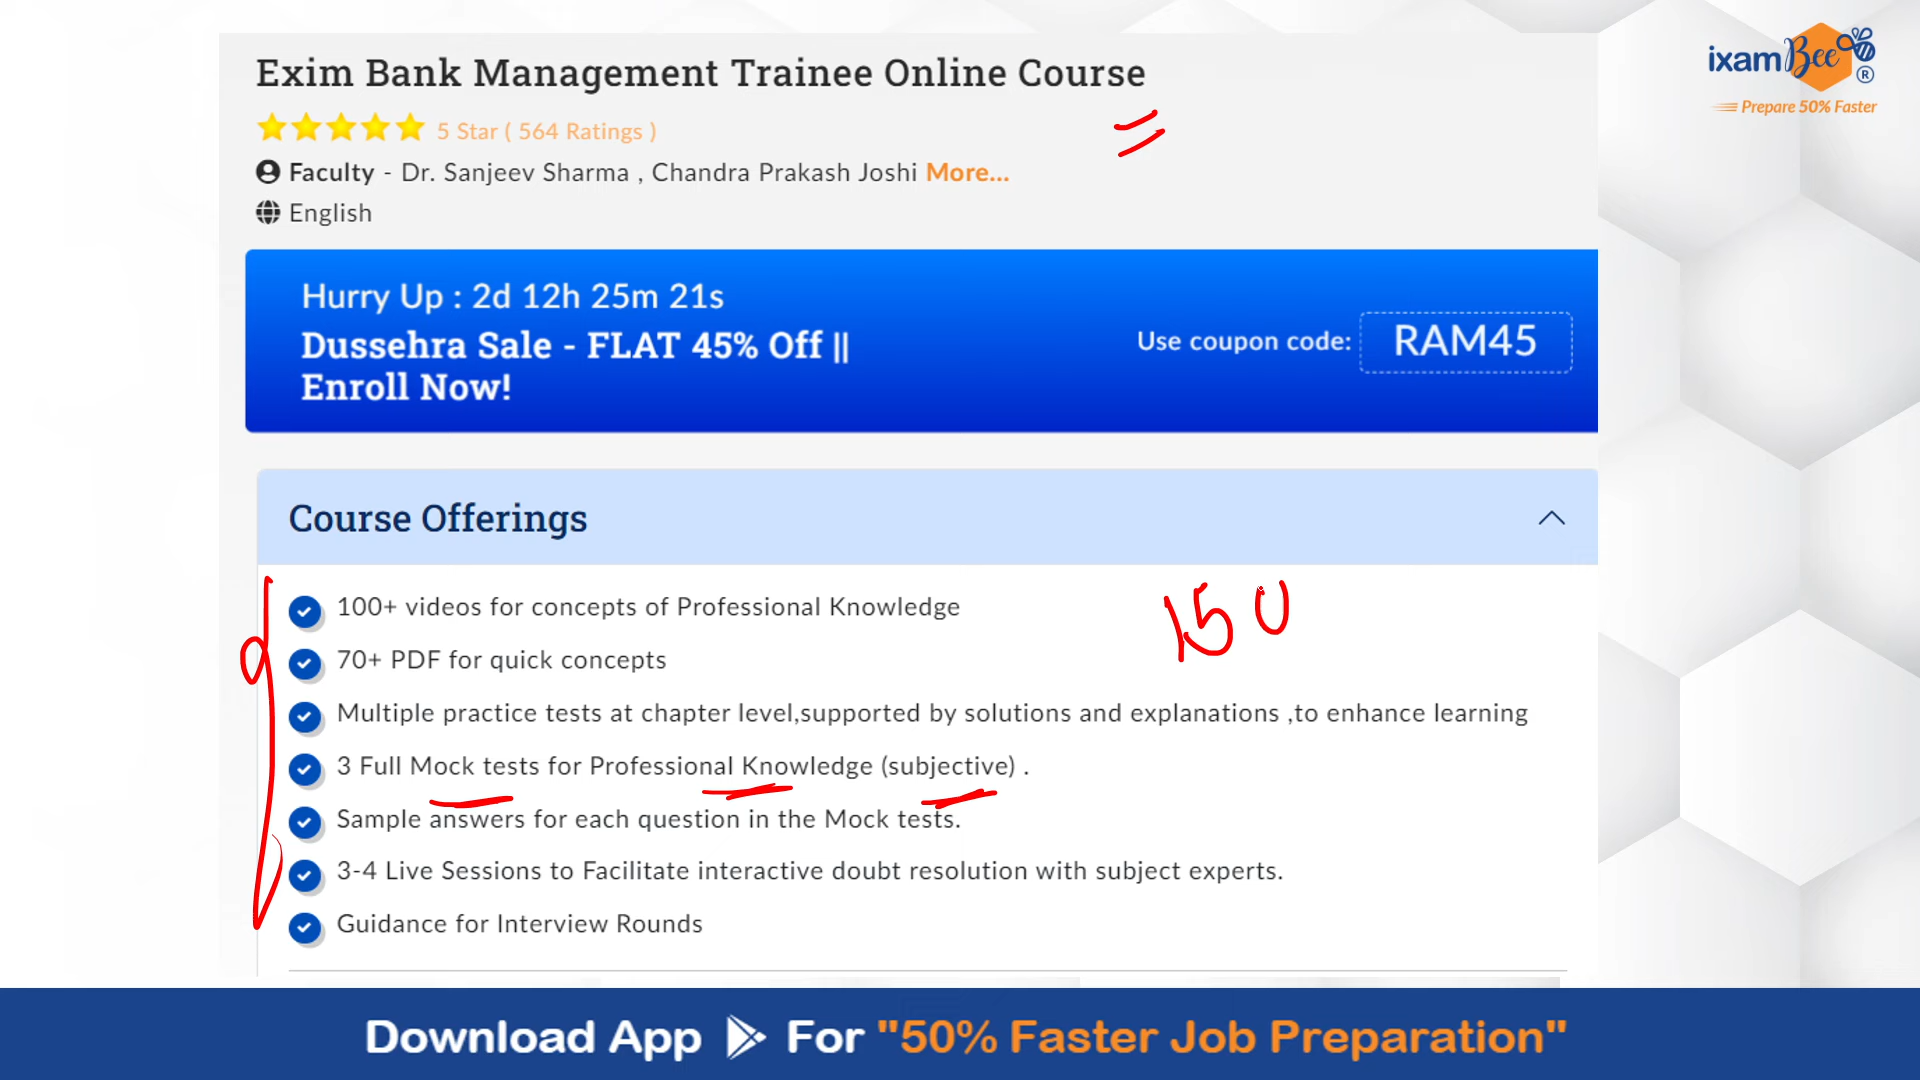 Exim Bank Management Trainee Online Course
5 Star ( 564 Ratings )
Faculty - Dr. Sanjeev Sharma , Chandra Prakash Joshi More...
English
ixamBee ®
Prepare 50% Faster
Hurry Up : 2d 12h 25m 21s
Dussehra Sale - FLAT 45% Off ||
Enroll Now!
Use coupon code: RAM45
Course Offerings
100+ videos for concepts of Professional Knowledge
150
70+ PDF for quick concepts
Multiple practice tests at chapter level,supported by solutions and explanations ,to enhance learning
3 Full Mock tests for Professional Knowledge (subjective) .
Sample answers for each question in the Mock tests.
3-4 Live Sessions to Facilitate interactive doubt resolution with subject experts.
Guidance for Interview Rounds
Download App For "50% Faster Job Preparation"